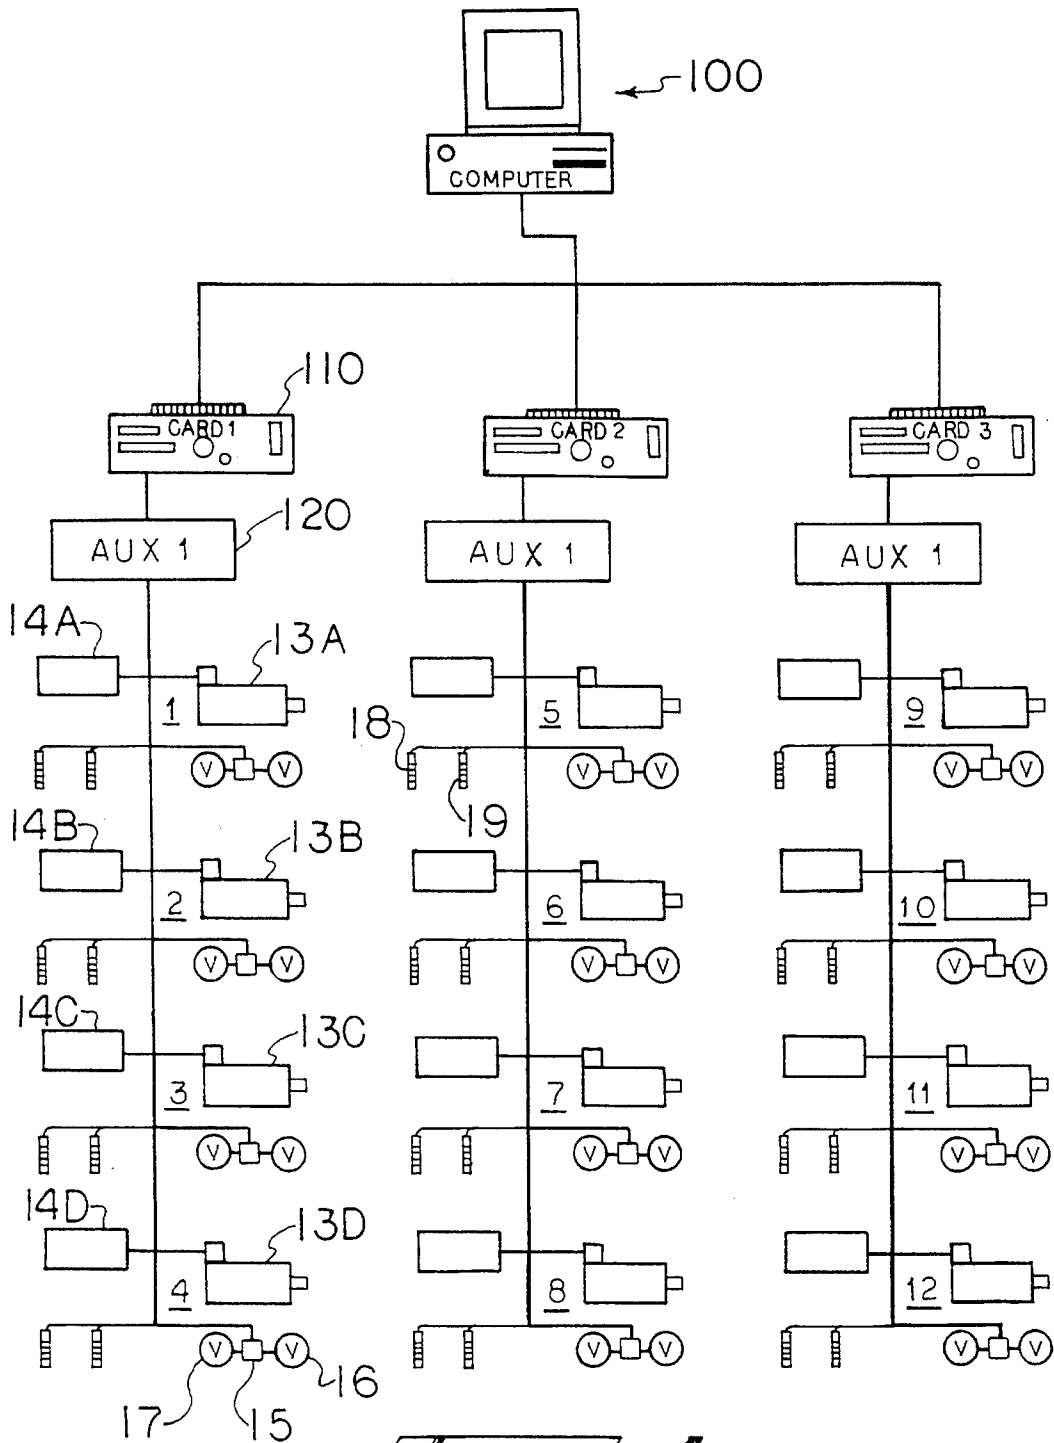 100
COMPUTER
110
CARD 1
CARD 2
CARD 3
120
AUX 1
AUX 1
AUX 1
14A
13A
1
5
9
18
V V
V V
V V
19
14B
13B
2
6
10
V V
V V
V V
14C
13C
3
7
11
V V
V V
V V
14D
13D
4
8
12
V V
V V
V V
17
15
16